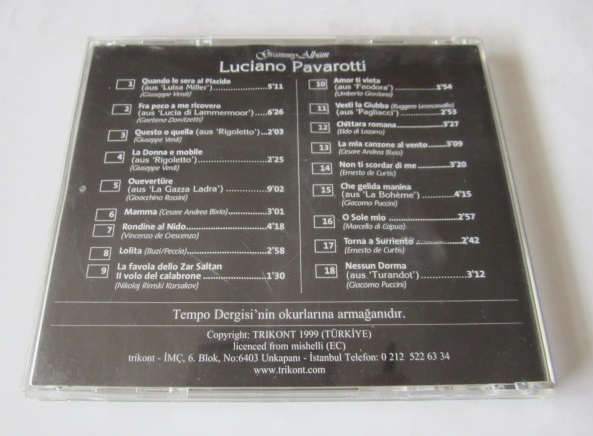 Grammo Album
Luciano Pavarotti
1 Quando le sera al Placido
(aus 'Luisa Miller') 5'11
(Giuseppe Verdi)
2 Fra poco a me ricovero
(aus 'Lucia di Lammermoor') 6'26
(Gaetano Donizetti)
3 Questo o quella (aus 'Rigoletto') 2'03
(Giuseppe Verdi)
4 La Donna e mobile
(aus 'Rigoletto') 2'25
(Giuseppe Verdi)
5 Ouevertüre
(aus 'La Gazza Ladra') 9'02
(Gioacchino Rossini)
6 Mamma (Cesare Andrea Bixio) 3'01
7 Rondine al Nido 4'18
(Vincenzo de Crescenzo)
8 Lolita (Buzi/Peccia) 2'58
9 La favola dello Zar Saltan
Il volo del calabrone 1'30
(Nikolaj Rimski Korsakov)
10 Amor ti vieta
(aus 'Feodora') 1'54
(Umberto Giordano)
11 Vesti la Giubba (Ruggero Leoncavallo)
(aus 'Pagliacci') 2'53
12 Chittara romana 3'27
(Eldo di Lazzaro)
13 La mia canzone al vento 3'09
(Cesare Andrea Bixio)
14 Non ti scordar di me 3'20
(Ernesto de Curtis)
15 Che gelida manina
(aus 'La Bohème') 4'15
(Giacomo Puccini)
16 O Sole mio 2'57
(Marcello di Capua)
17 Torna a Surriento 2'42
(Ernesto de Curtis)
18 Nessun Dorma
(aus 'Turandot') 3'12
(Giacomo Puccini)
Tempo Dergisi'nin okurlarına armağanıdır.
Copyright: TRIKONT 1999 (TÜRKİYE)
licenced from mishelli (EC)
trikont - İMÇ, 6. Blok, No:6403 Unkapanı - İstanbul Telefon: 0 212 522 63 34
www.trikont.com